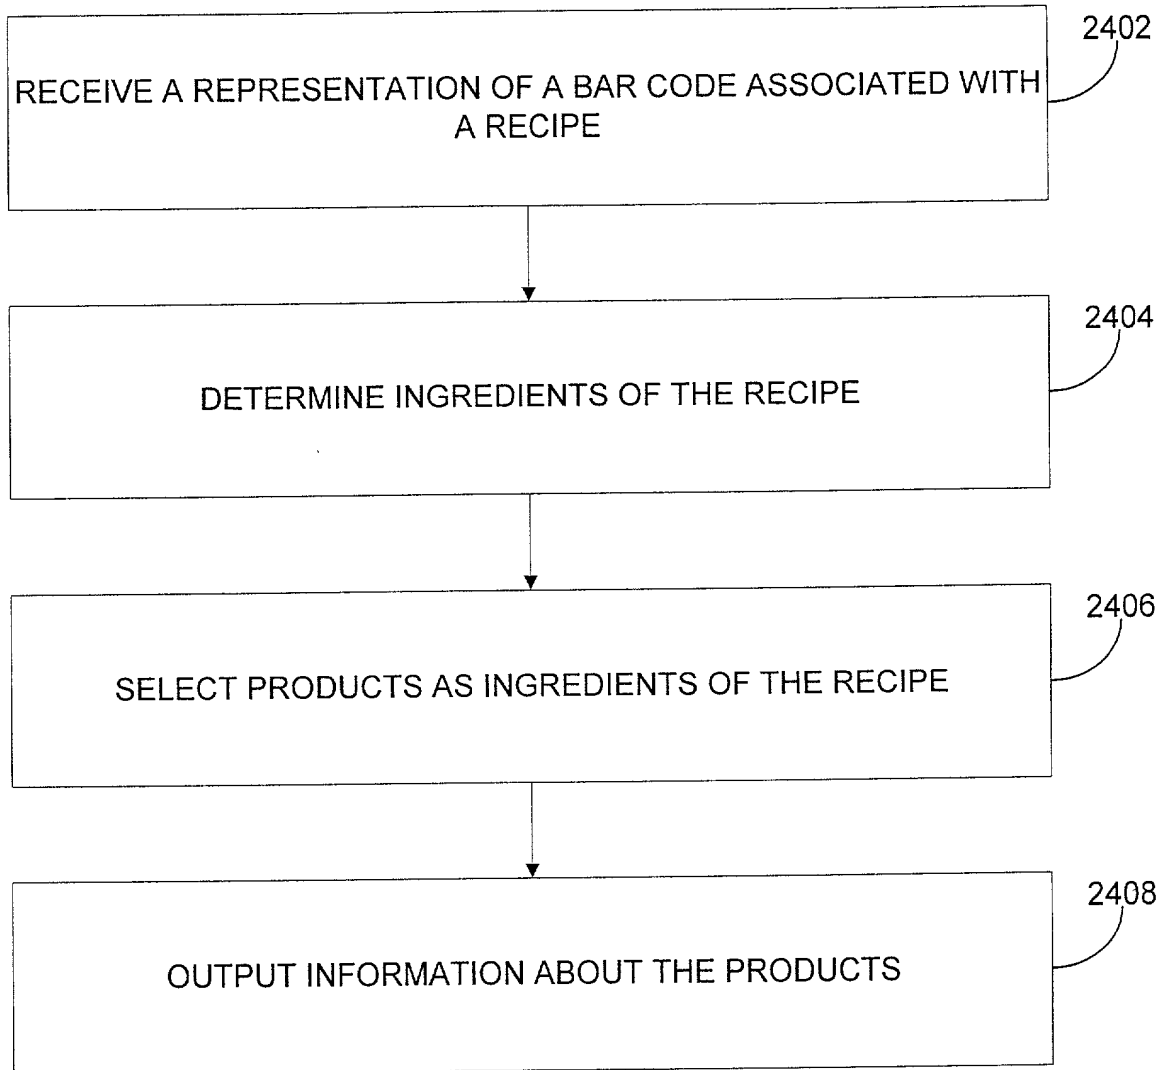 2402
RECEIVE A REPRESENTATION OF A BAR CODE ASSOCIATED WITH
A RECIPE
2404
DETERMINE INGREDIENTS OF THE RECIPE
2406
SELECT PRODUCTS AS INGREDIENTS OF THE RECIPE
2408
OUTPUT INFORMATION ABOUT THE PRODUCTS